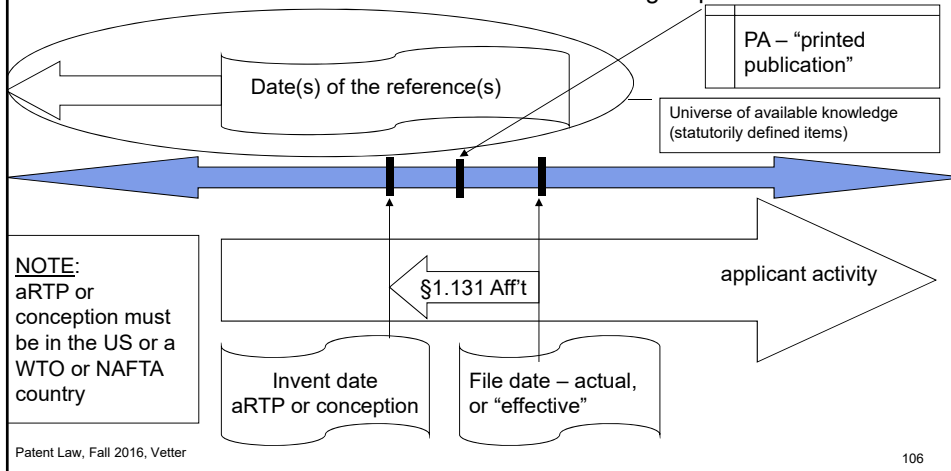 PA – “printed
publication”
Date(s) of the reference(s)
Universe of available knowledge
(statutorily defined items)
NOTE:
aRTP or
conception must
be in the US or a
WTO or NAFTA
country
§1.131 Aff’t
applicant activity
Invent date
aRTP or conception
File date – actual,
or “effective”
Patent Law, Fall 2016, Vetter
106